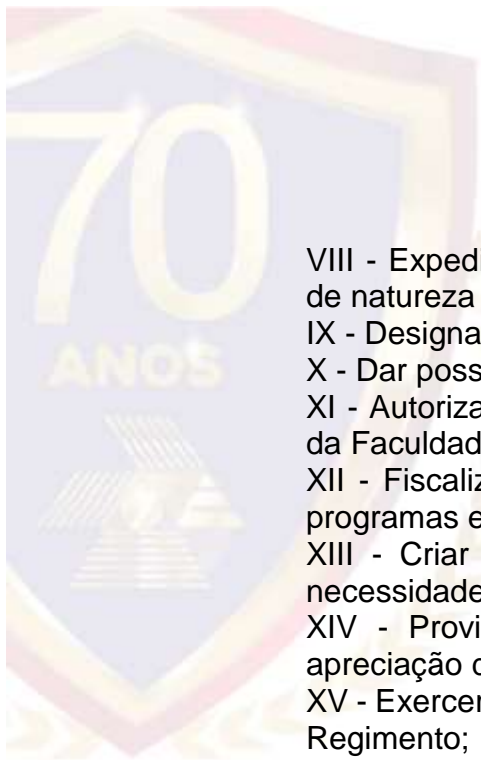 70
ANOS
VIII - Expedi
de natureza
IX - Designa
X - Dar poss
XI - Autoriza
da Faculdad
XII - Fiscaliz
programas e
XIII - Criar
necessidade
XIV - Provi
apreciação
XV - Exercer
Regimento;